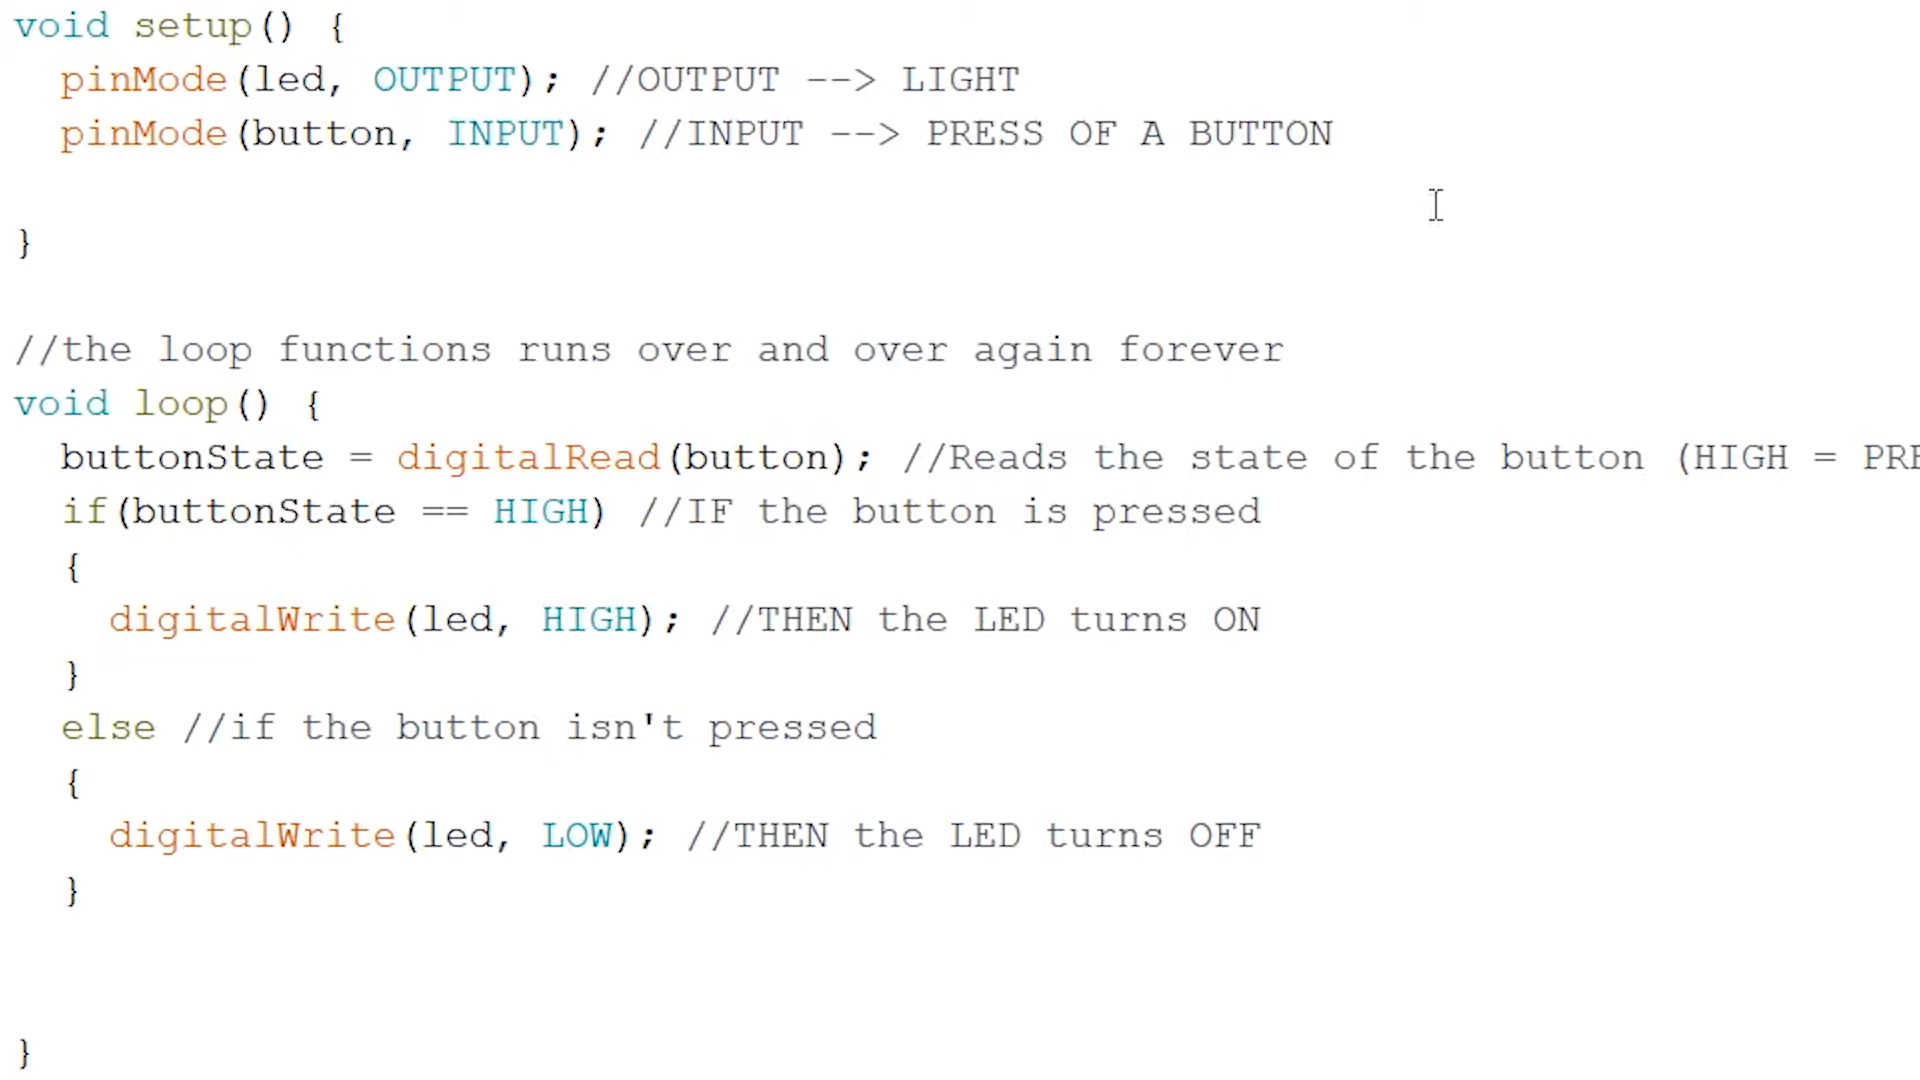 void setup() {
pinMode(led, OUTPUT); //OUTPUT --> LIGHT
pinMode(button, INPUT); //INPUT --> PRESS OF A BUTTON
}
//the loop functions runs over and over again forever
void loop() {
buttonState = digitalRead(button); //Reads the state of the button (HIGH = PRE
if(buttonState == HIGH) //IF the button is pressed
{
digitalWrite(led, HIGH); //THEN the LED turns ON
}
else //if the button isn't pressed
{
digitalWrite(led, LOW); //THEN the LED turns OFF
}
}